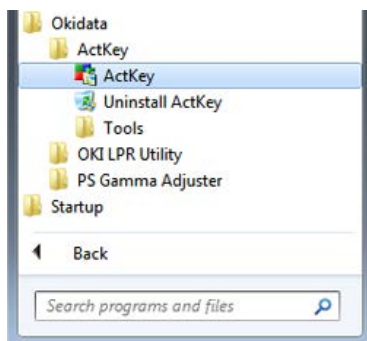 Okidata
ActKey
ActKey
Uninstall ActKey
Tools
OKI LPR Utility
PS Gamma Adjuster
Startup
Back
Search programs and files